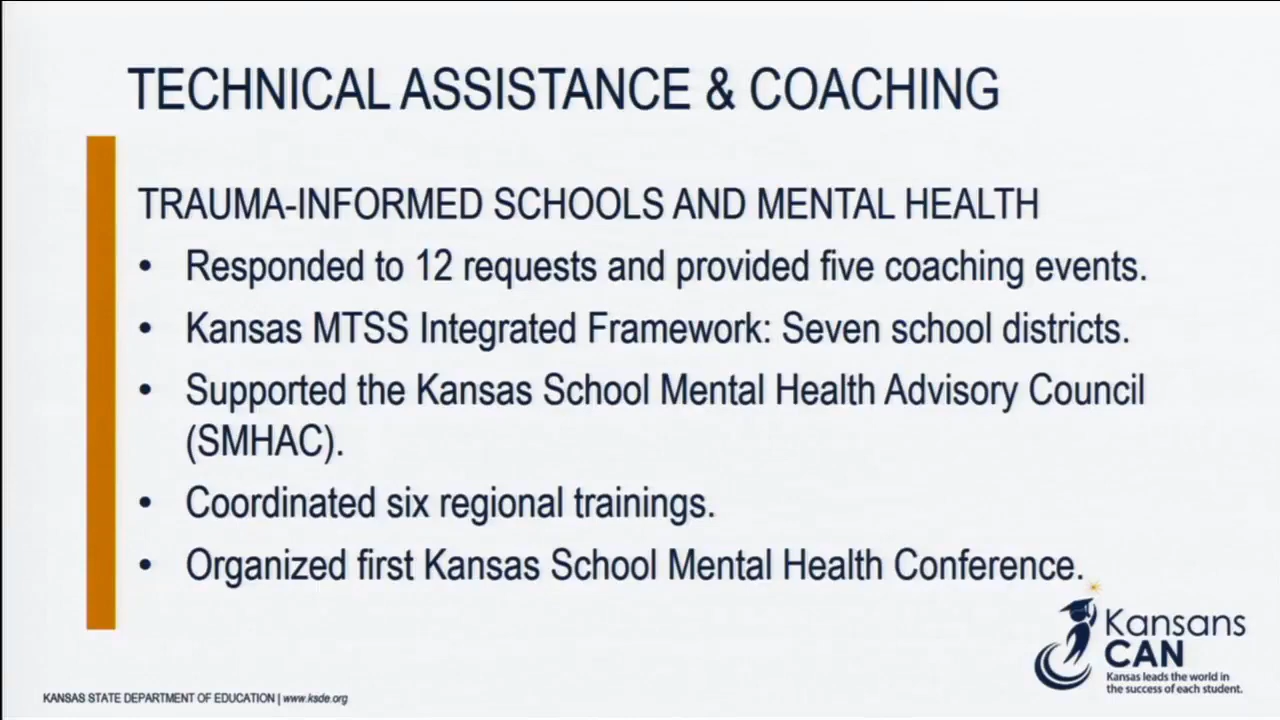 TECHNICAL ASSISTANCE & COACHING
TRAUMA-INFORMED SCHOOLS AND MENTAL HEALTH
• Responded to 12 requests and provided five coaching events.
• Kansas MTSS Integrated Framework: Seven school districts.
• Supported the Kansas School Mental Health Advisory Council
(SMHAC).
• Coordinated six regional trainings.
• Organized first Kansas School Mental Health Conference.
Kansans
CAN
Kansas leads the world in
the success of each student.
KANSAS STATE DEPARTMENT OF EDUCATION | www.ksde.org